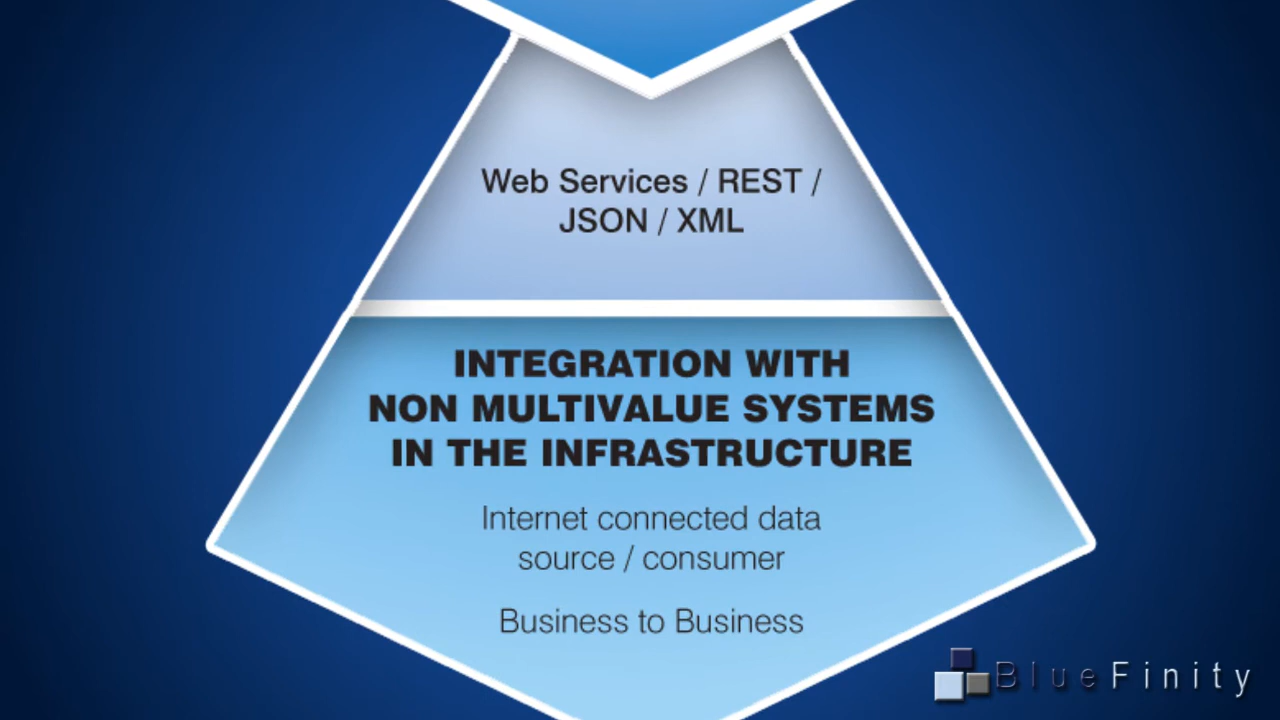 Web Services / REST /
JSON / XML
INTEGRATION WITH
NON MULTIVALUE SYSTEMS
IN THE INFRASTRUCTURE
Internet connected data
source / consumer
Business to Business
BlueFinity